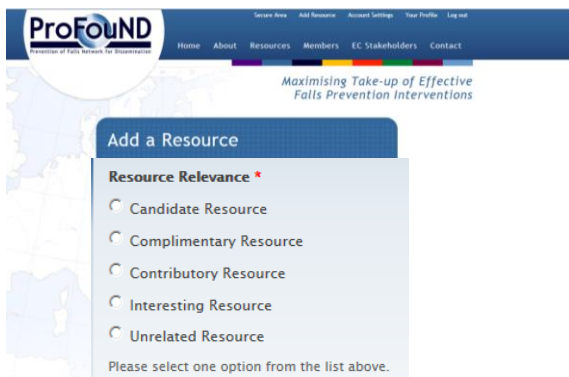 Secure Area Add Resource Account Settings Your Profile Log out
ProFouND
Prevention of Falls Network for Dissemination
Home About Resources Members EC Stakeholders Contact
Maximising Take-up of Effective
Falls Prevention Interventions
Add a Resource
Resource Relevance *
Candidate Resource
Complimentary Resource
Contributory Resource
Interesting Resource
Unrelated Resource
Please select one option from the list above.